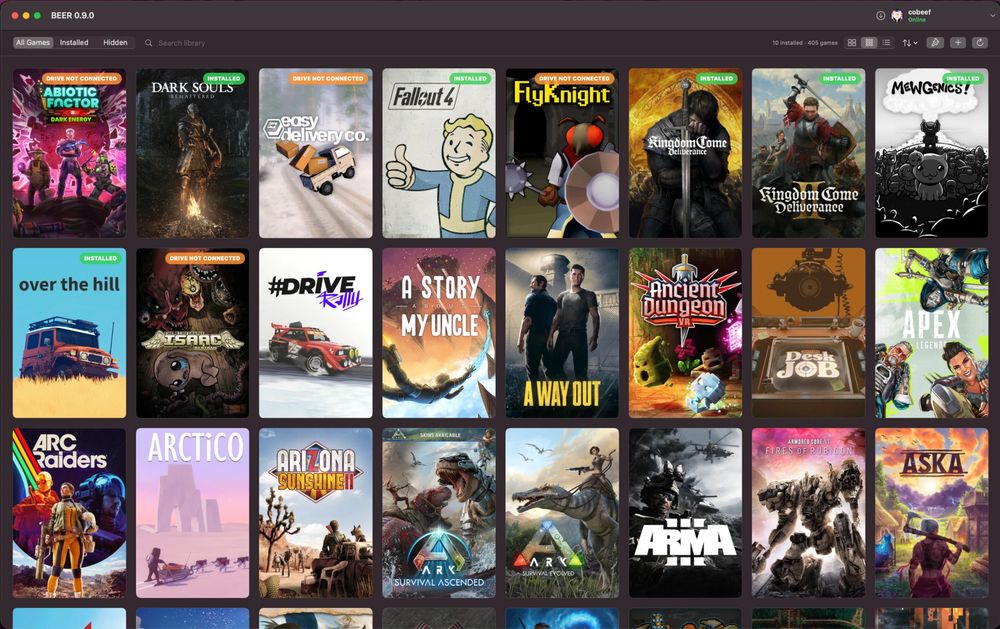 BEER 0.9.0
cobeef
Online
All Games
Installed
Hidden
Search library
10 installed · 405 games
DRIVE NOT CONNECTED
ABIOTIC
FACTOR
DARK ENERGY
INSTALLED
DARK SOULS
REMASTERED
DRIVE NOT CONNECTED
easy
delivery co.
INSTALLED
Fallout 4
DRIVE NOT CONNECTED
FlyKnight
INSTALLED
Kingdom Come
Deliverance
INSTALLED
Kingdom Come
Deliverance
II
INSTALLED
MEWGENICS!
INSTALLED
over the hill
DRIVE NOT CONNECTED
ISAAC
#DRIVE
Rally
A STORY
ABOUT
MY UNCLE
A WAY OUT
Ancient
Dungeon
VR
Desk
JOB
APEX
LEGENDS
ARC
Raiders
ARCTICO
ARIZONA
SUNSHINE II
SKINS AVAILABLE
ARK
SURVIVAL ASCENDED
ARK
SURVIVAL EVOLVED
III
ARMA
ARMORED CORE VI
FIRES OF RUBICON
ASKA